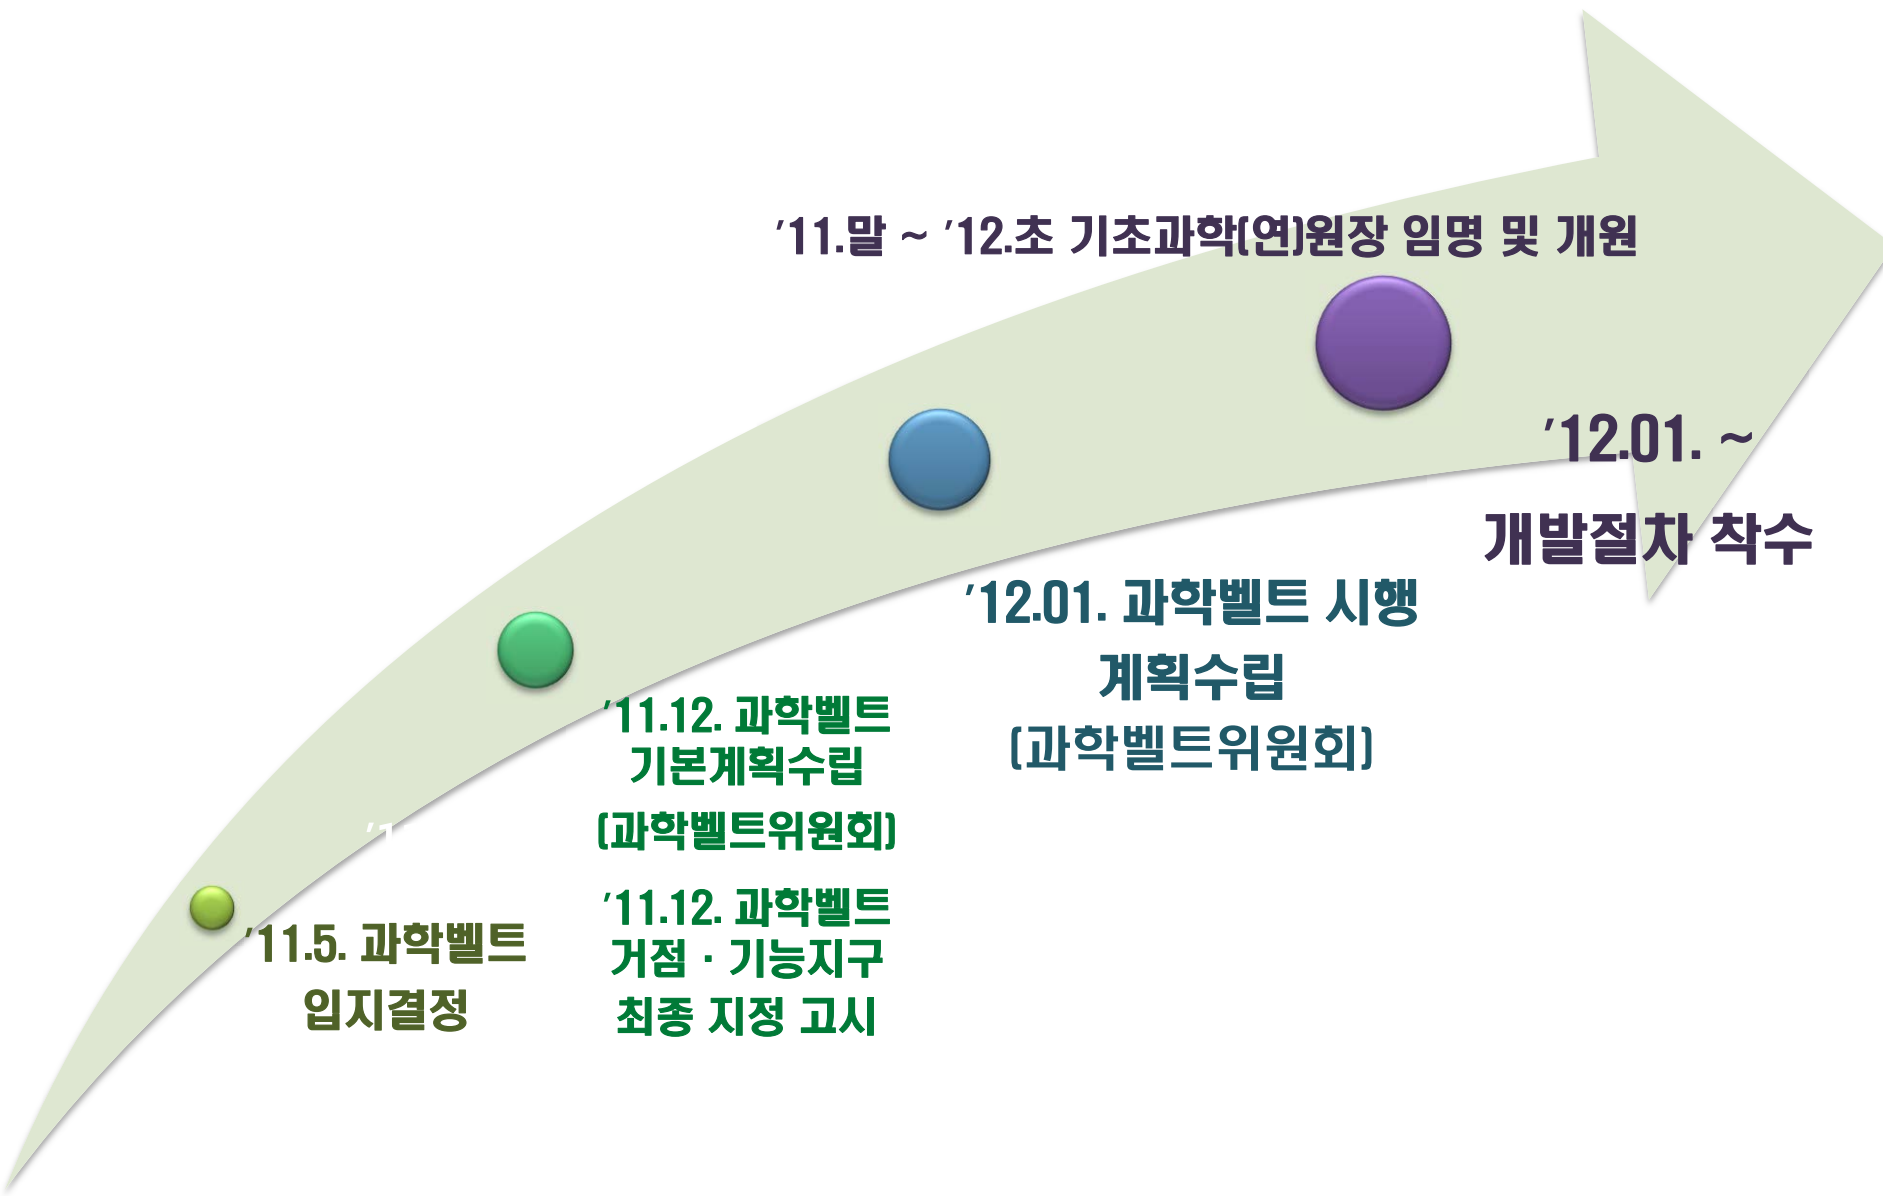 '11.말 ~ '12.초 기초과학(연)원장 임명 및 개원
'12.01. ~
개발절차 착수
'12.01. 과학벨트 시행
계획수립
(과학벨트위원회)
'11.12. 과학벨트
기본계획수립
(과학벨트위원회)
'11.12. 과학벨트
거점 · 기능지구
최종 지정 고시
'11.5. 과학벨트
입지결정